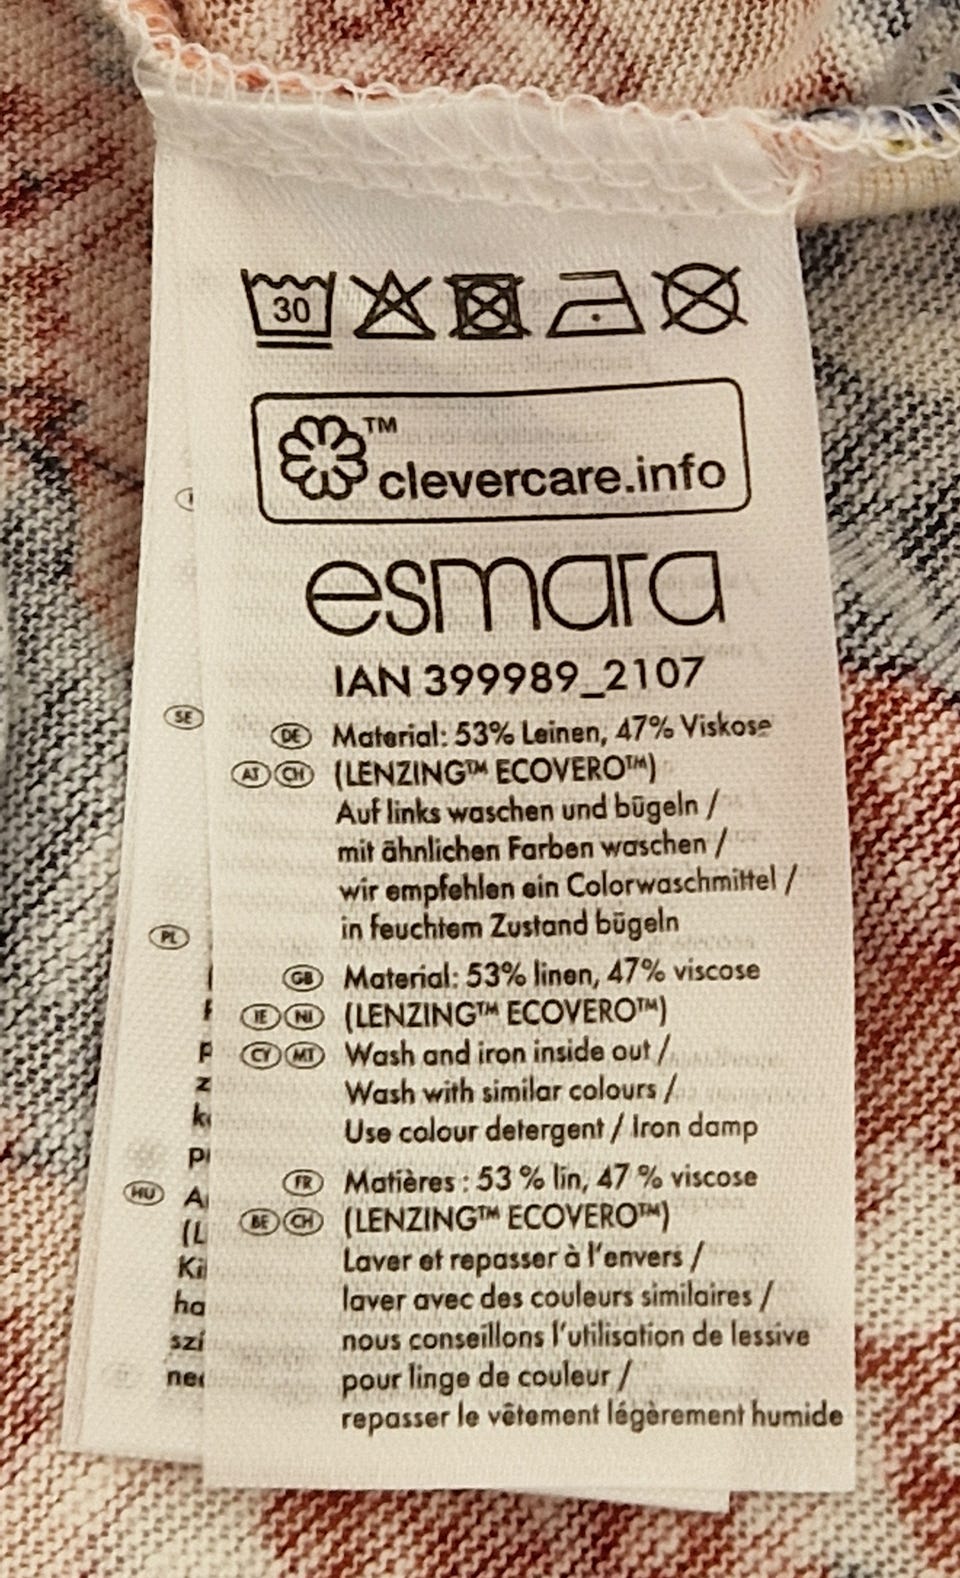 30
™
clevercare.info
esmara
IAN 399989_2107
DE Material: 53% Leinen, 47% Viskose
AT CH (LENZING™ ECOVERO™)
Auf links waschen und bügeln /
mit ähnlichen Farben waschen /
wir empfehlen ein Colorwaschmittel /
in feuchtem Zustand bügeln
GB Material: 53% linen, 47% viscose
IE NI (LENZING™ ECOVERO™)
CY MT Wash and iron inside out /
Wash with similar colours /
Use colour detergent / Iron damp
FR Matières : 53 % lin, 47 % viscose
BE CH (LENZING™ ECOVERO™)
Laver et repasser à l'envers /
laver avec des couleurs similaires /
nous conseillons l'utilisation de lessive
pour linge de couleur /
repasser le vêtement légèrement humide
SE
PL
HU